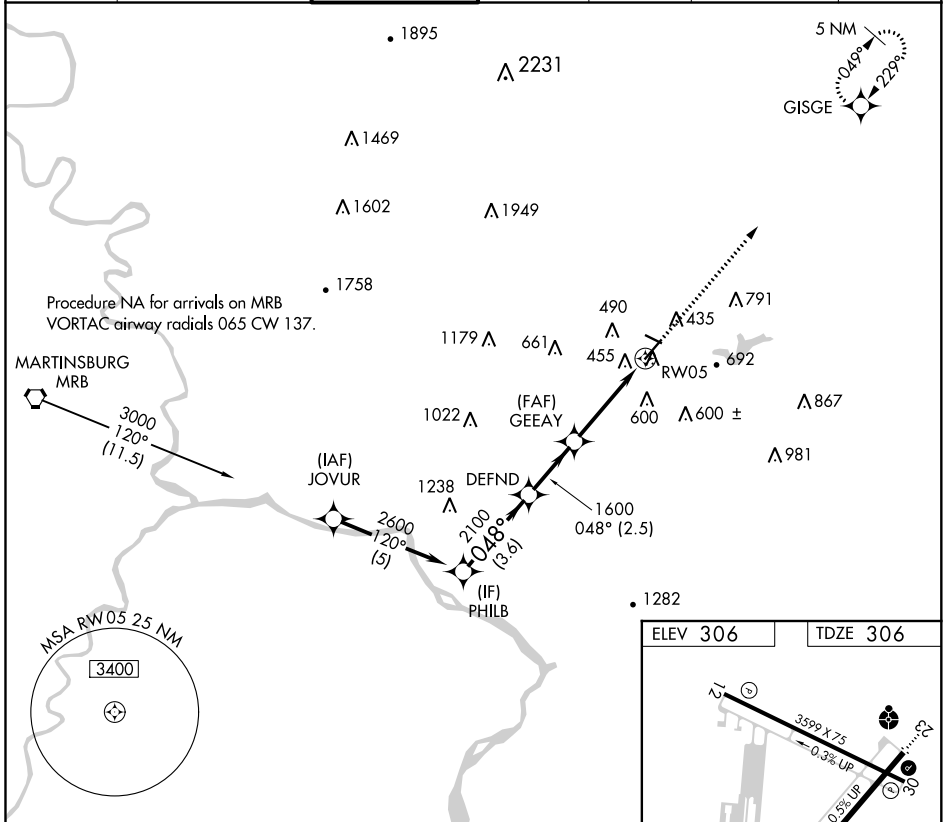 1895
2231
5 NM
049°
229°
GISGE
1469
1602
1949
1758
Procedure NA for arrivals on MRB
VORTAC airway radials 065 CW 137.
791
490
435
1179
661
455
RW05
692
MARTINSBURG
MRB
3000
120°
(11.5)
(FAF)
GEEAY
1022
600
600 ±
867
981
(IAF)
JOVUR
1238
DEFND
1600
048° (2.5)
2600
120°
(5)
2100
048°
(3.6)
(IF)
PHILB
1282
MSA RW05 25 NM
3400
ELEV 306
TDZE 306
12
P
3599 X 75
0.3% UP
23
P
30
P
0.5% UP